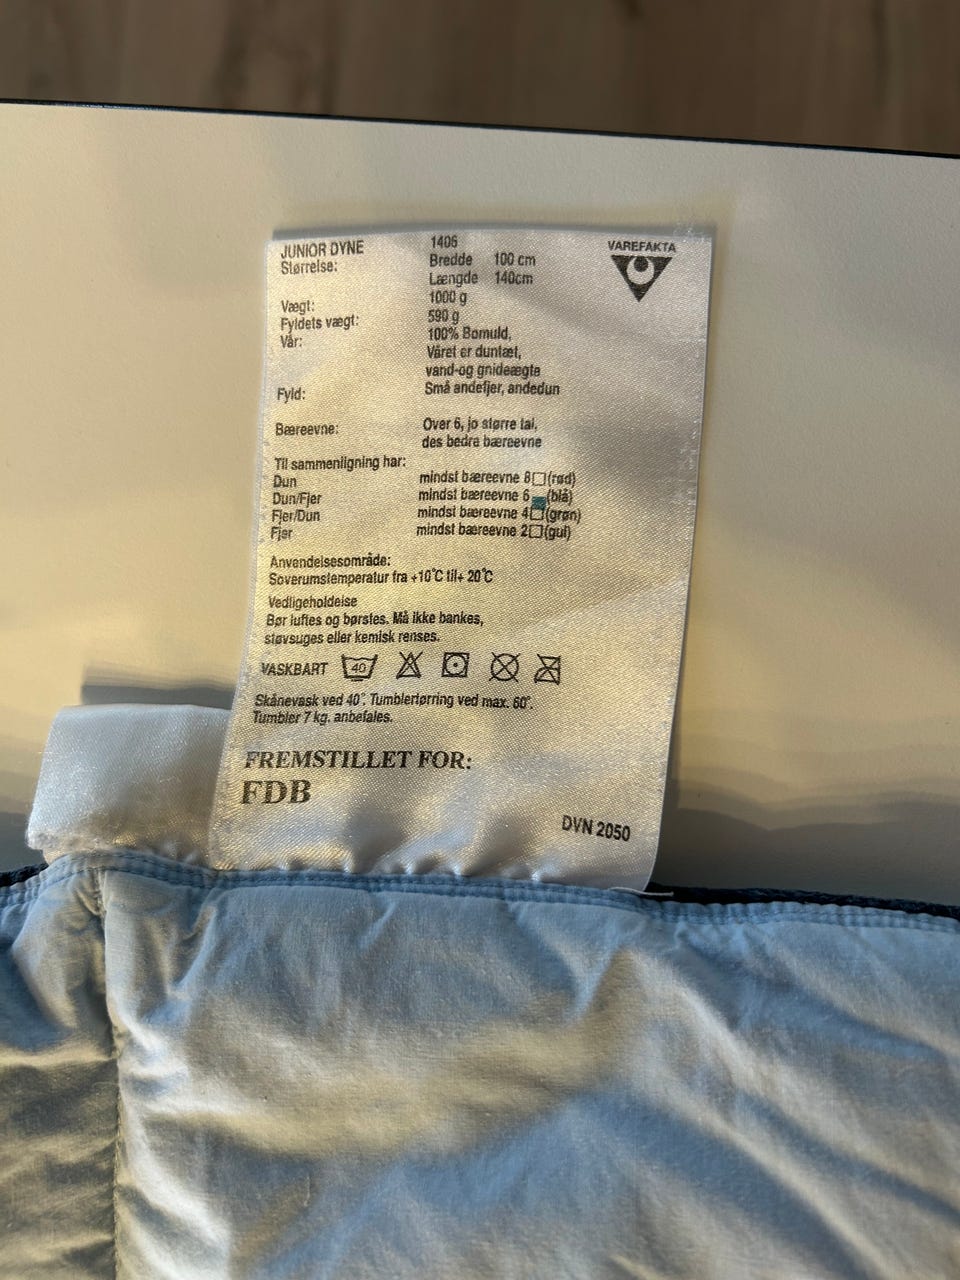 JUNIOR DYNE 1406
VAREFAKTA
Størrelse: Bredde 100 cm
Længde 140cm
Vægt: 1000 g
Fyldets vægt: 590 g
Vår: 100% Bomuld,
Våret er duntæt,
vand-og gnideægte
Fyld: Små andefjer, andedun
Bæreevne: Over 6, jo større tal,
des bedre bæreevne
Til sammenligning har:
Dun mindst bæreevne 8 (rød)
Dun/Fjer mindst bæreevne 6 (blå)
Fjer/Dun mindst bæreevne 4 (grøn)
Fjer mindst bæreevne 2 (gul)
Anvendelsesområde:
Soverumstemperatur fra +10°C til+ 20°C
Vedligeholdelse
Bør luftes og børstes. Må ikke bankes,
støvsuges eller kemisk renses.
VASKBART 40
Skånevask ved 40°. Tumblertørring ved max. 60°.
Tumbler 7 kg. anbefales.
FREMSTILLET FOR:
FDB
DVN 2050